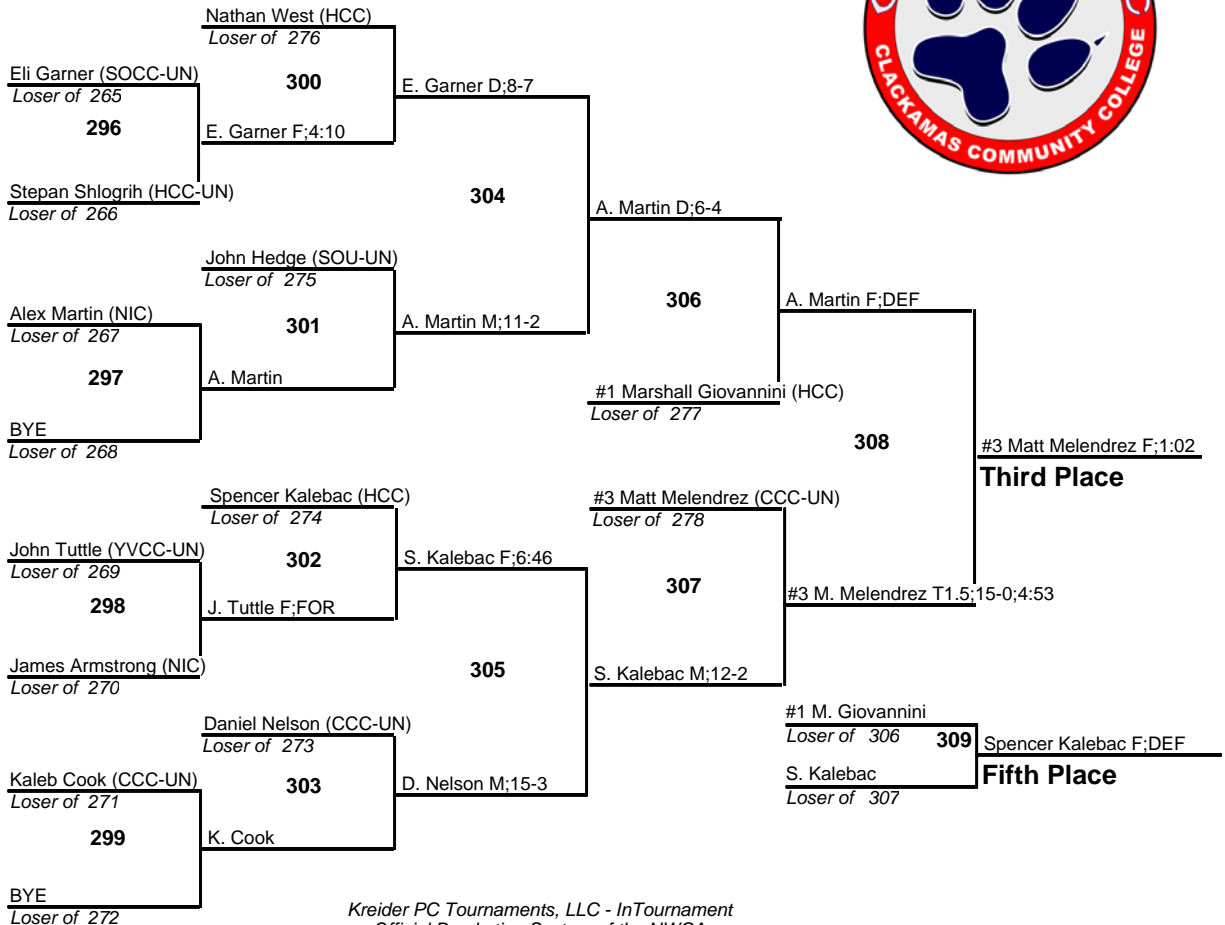 Nathan West (HCC)
Loser of 276
300
Eli Garner (SOCC-UN)
Loser of 265
296
E. Garner F;4:10
E. Garner D;8-7
Stepan Shlogrih (HCC-UN)
Loser of 266
304
A. Martin D;6-4
John Hedge (SOU-UN)
Loser of 275
301
Alex Martin (NIC)
Loser of 267
297
A. Martin
A. Martin M;11-2
BYE
Loser of 268
306
A. Martin F;DEF
#1 Marshall Giovannini (HCC)
Loser of 277
308
#3 Matt Melendrez F;1:02
Third Place
Spencer Kalebac (HCC)
Loser of 274
302
John Tuttle (YVCC-UN)
Loser of 269
298
J. Tuttle F;FOR
S. Kalebac F;6:46
James Armstrong (NIC)
Loser of 270
305
#3 Matt Melendrez (CCC-UN)
Loser of 278
307
#3 M. Melendrez T1.5;15-0;4:53
S. Kalebac M;12-2
Daniel Nelson (CCC-UN)
Loser of 273
303
Kaleb Cook (CCC-UN)
Loser of 271
299
K. Cook
D. Nelson M;15-3
BYE
Loser of 272
#1 M. Giovannini
Loser of 306
309
S. Kalebac
Loser of 307
Spencer Kalebac F;DEF
Fifth Place
CLACKAMAS COMMUNITY COLLEGE
Kreider PC Tournaments, LLC - InTournament